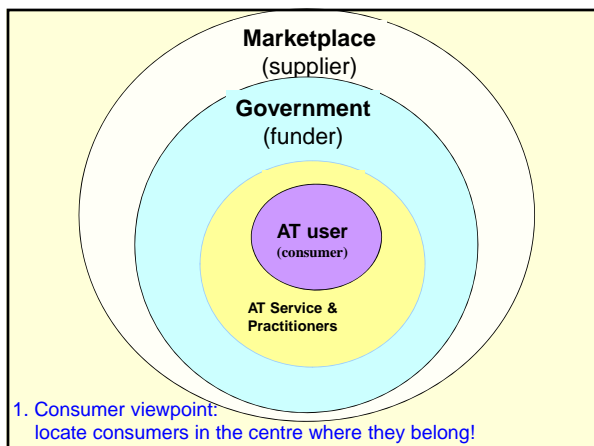 Marketplace
(supplier)
Government
(funder)
AT user
(consumer)
AT Service &
Practitioners
1. Consumer viewpoint:
locate consumers in the centre where they belong!